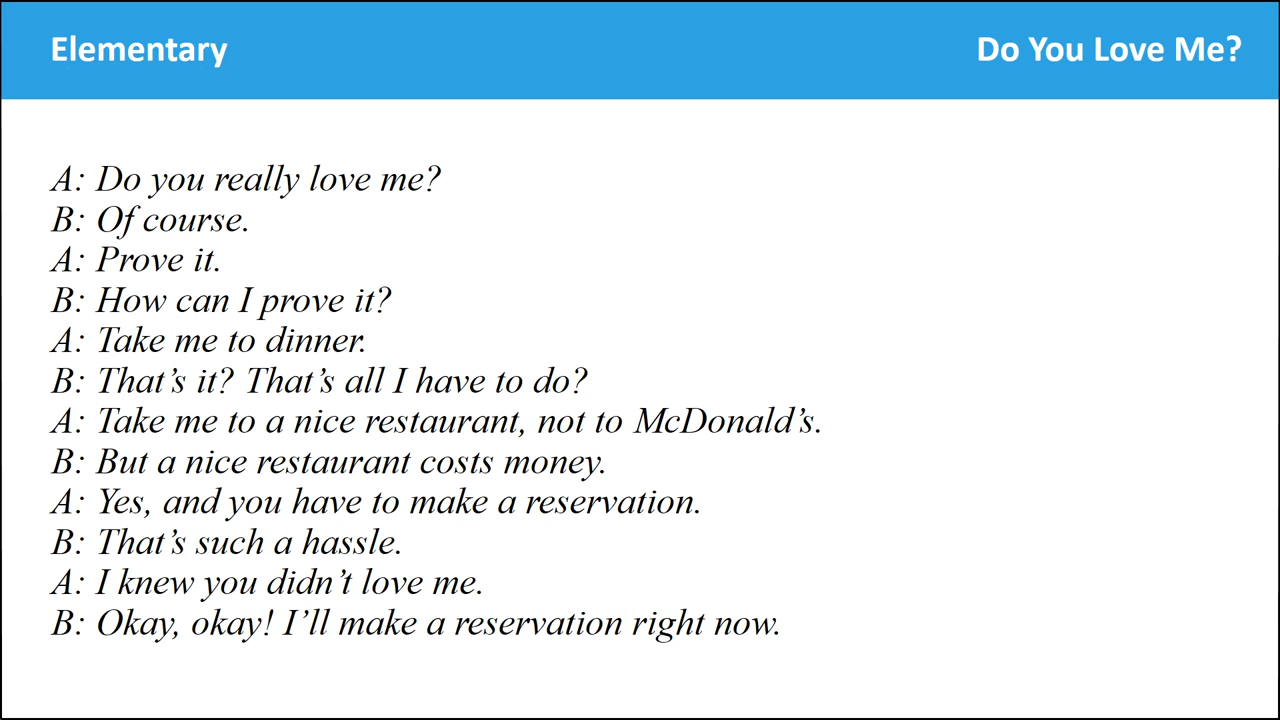 Elementary
Do You Love Me?
A: Do you really love me?
B: Of course.
A: Prove it.
B: How can I prove it?
A: Take me to dinner.
B: That’s it? That’s all I have to do?
A: Take me to a nice restaurant, not to McDonald’s.
B: But a nice restaurant costs money.
A: Yes, and you have to make a reservation.
B: That’s such a hassle.
A: I knew you didn’t love me.
B: Okay, okay! I’ll make a reservation right now.